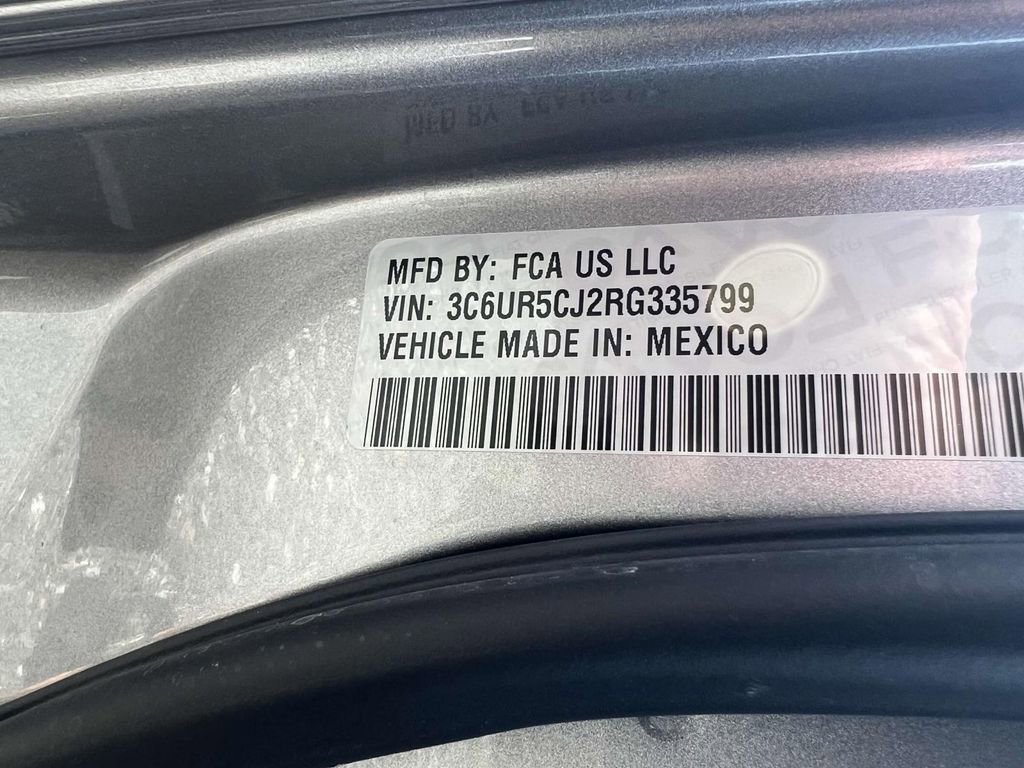 MFD BY: FCA US LLC
VIN: 3C6UR5CJ2RG335799
VEHICLE MADE IN: MEXICO